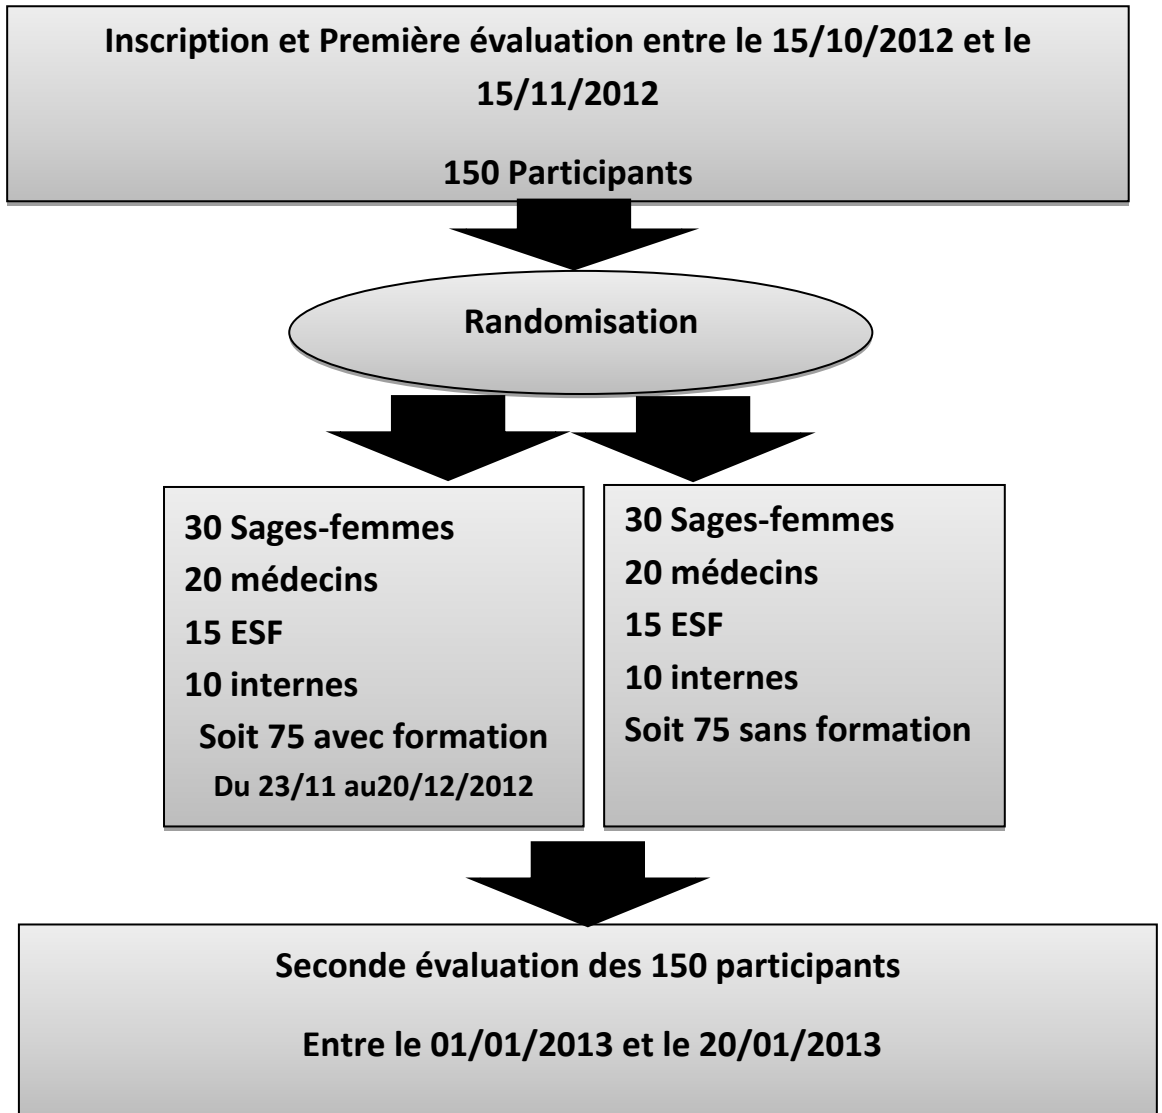 Inscription et Première évaluation entre le 15/10/2012 et le
15/11/2012
150 Participants
Randomisation
30 Sages-femmes
20 médecins
15 ESF
10 internes
Soit 75 avec formation
Du 23/11 au20/12/2012
30 Sages-femmes
20 médecins
15 ESF
10 internes
Soit 75 sans formation
Seconde évaluation des 150 participants
Entre le 01/01/2013 et le 20/01/2013